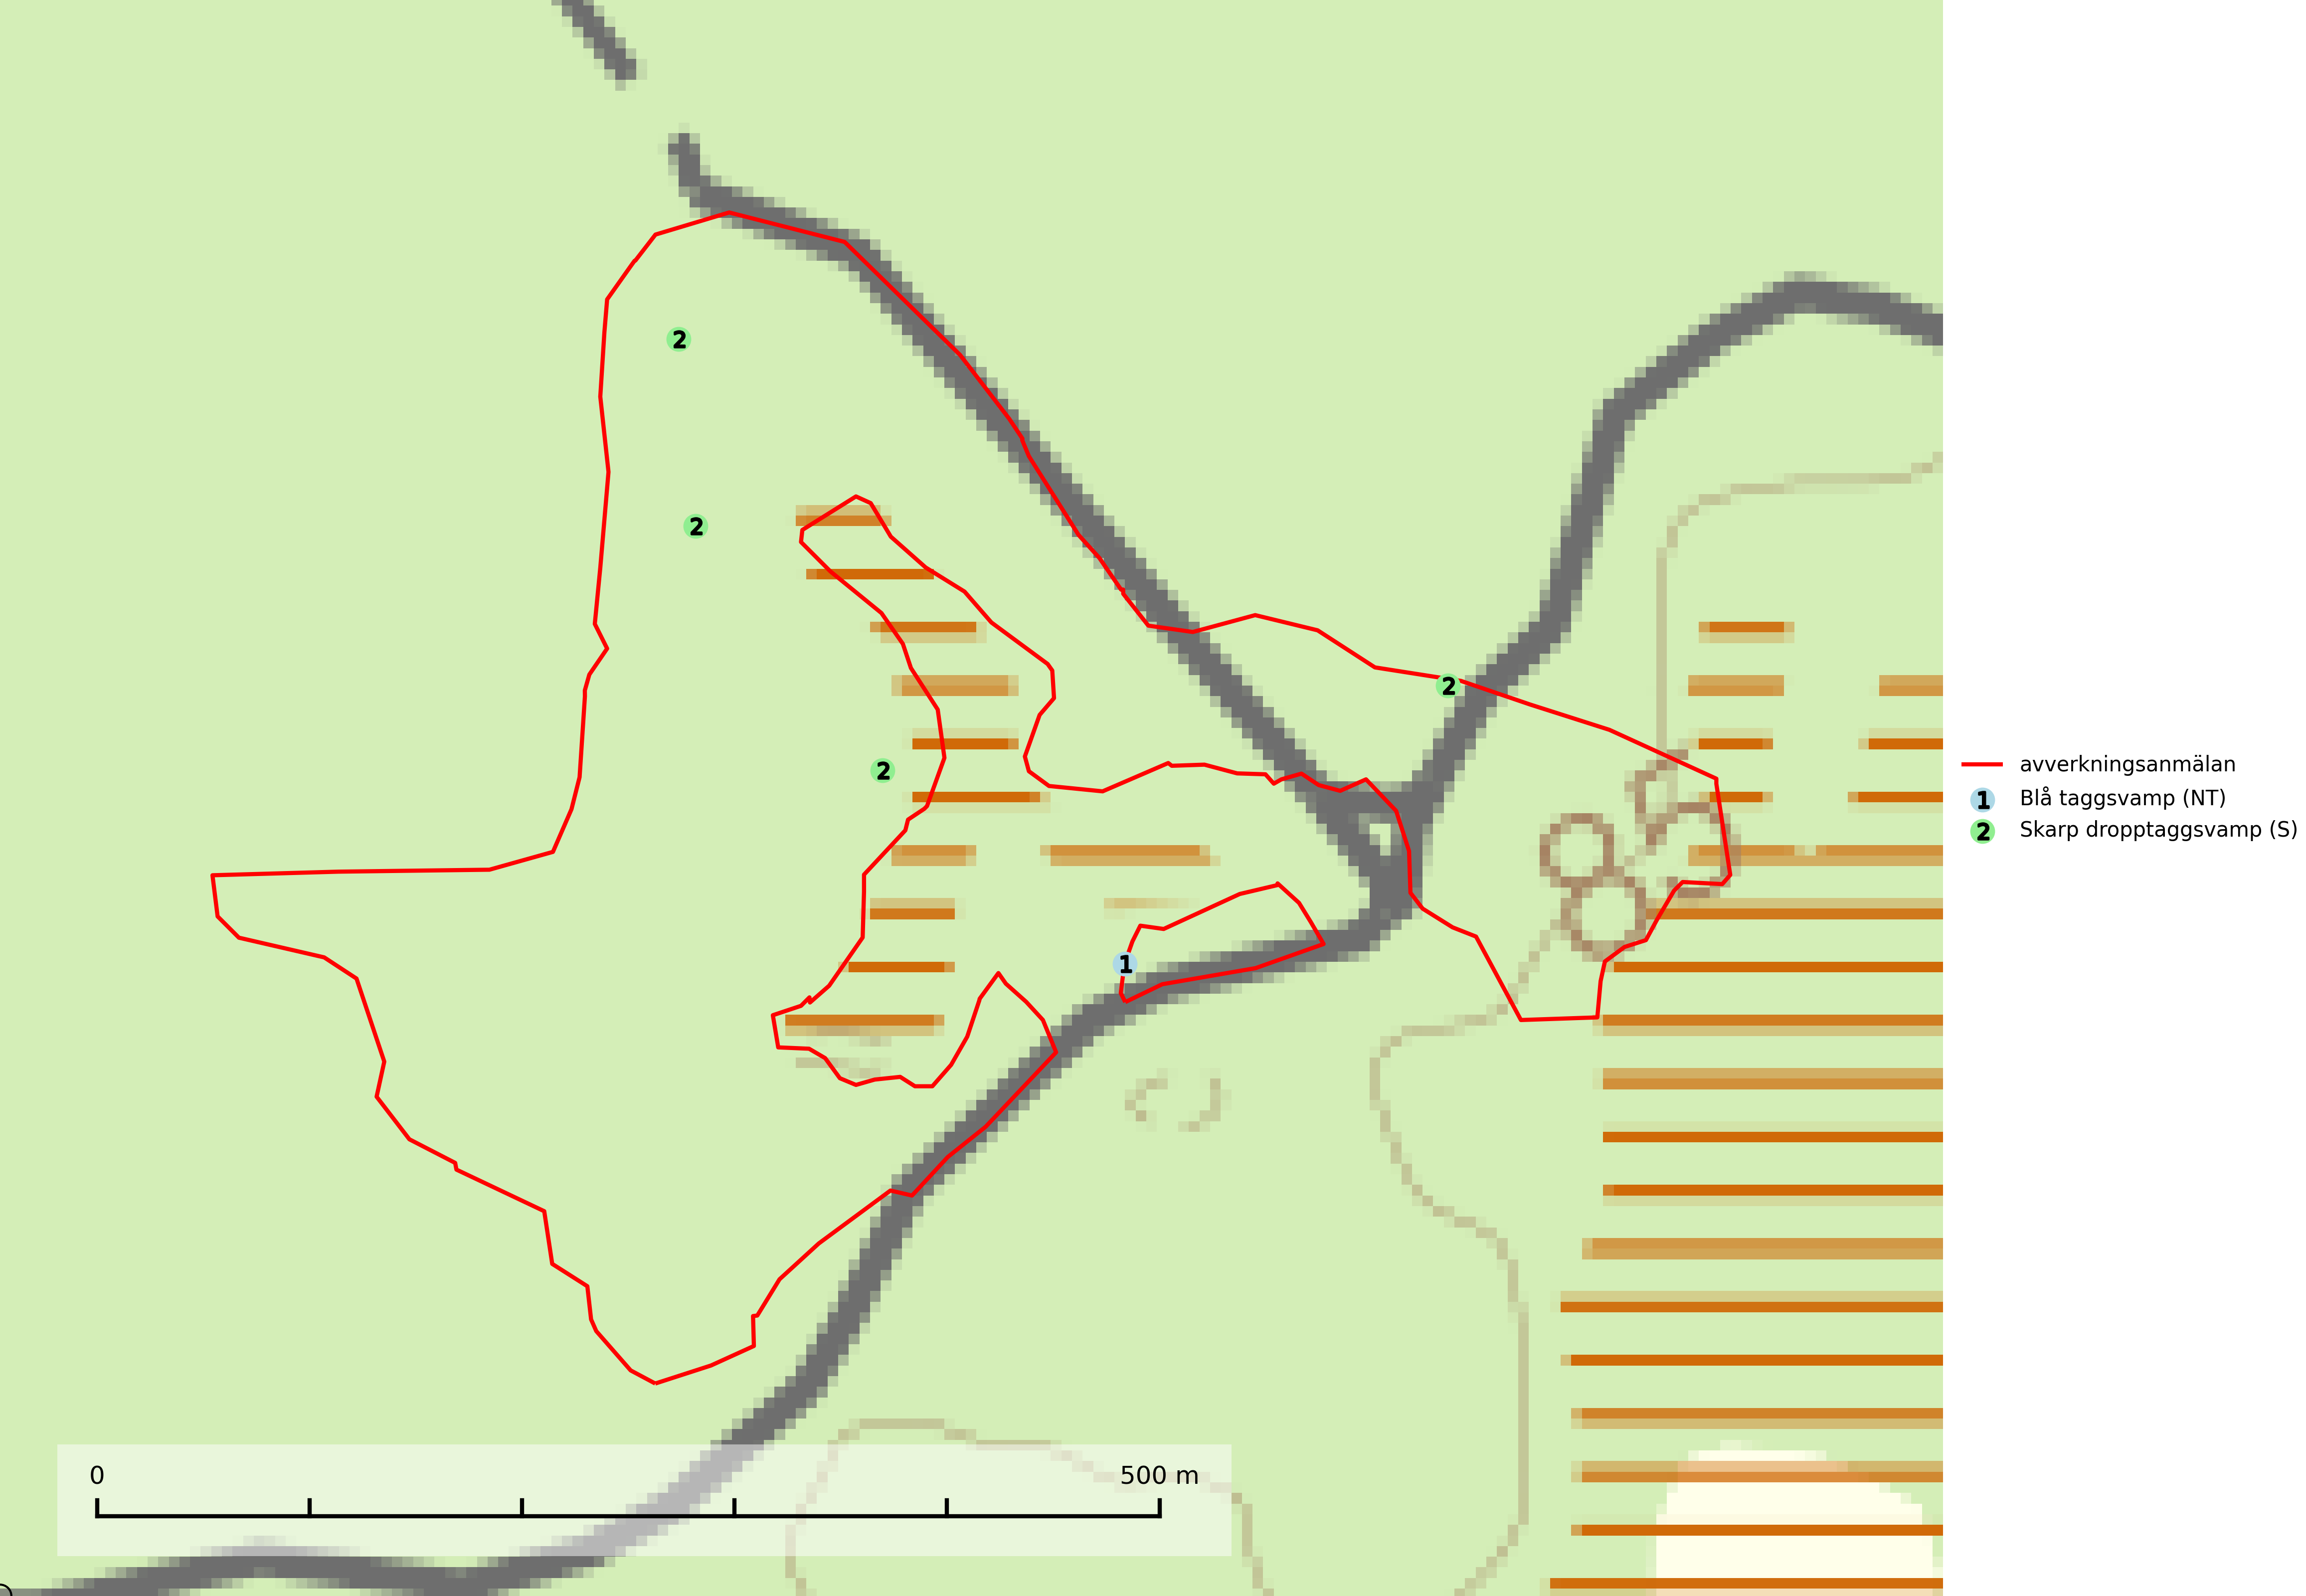 2
2
2
2
1
avverkningsanmälan
1 Blå taggsvamp (NT)
2 Skarp dropptaggsvamp (S)
0 500 m